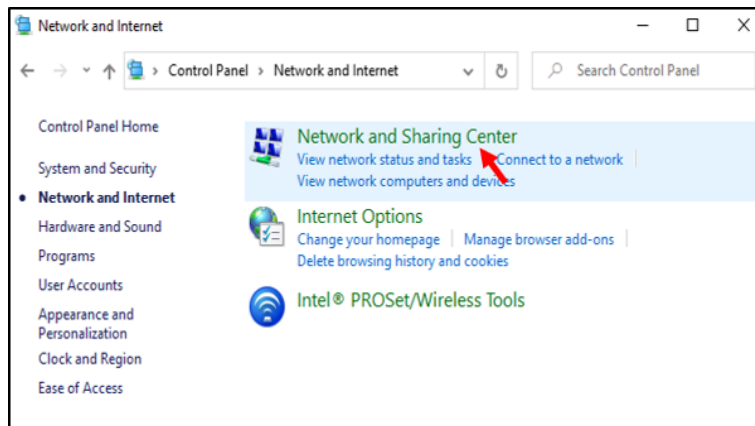 Network and Internet
Control Panel > Network and Internet
Search Control Panel
Control Panel Home
System and Security
Network and Internet
Hardware and Sound
Programs
User Accounts
Appearance and
Personalization
Clock and Region
Ease of Access
Network and Sharing Center
View network status and tasks
Connect to a network
View network computers and devices
Internet Options
Change your homepage
Manage browser add-ons
Delete browsing history and cookies
Intel® PROSet/Wireless Tools